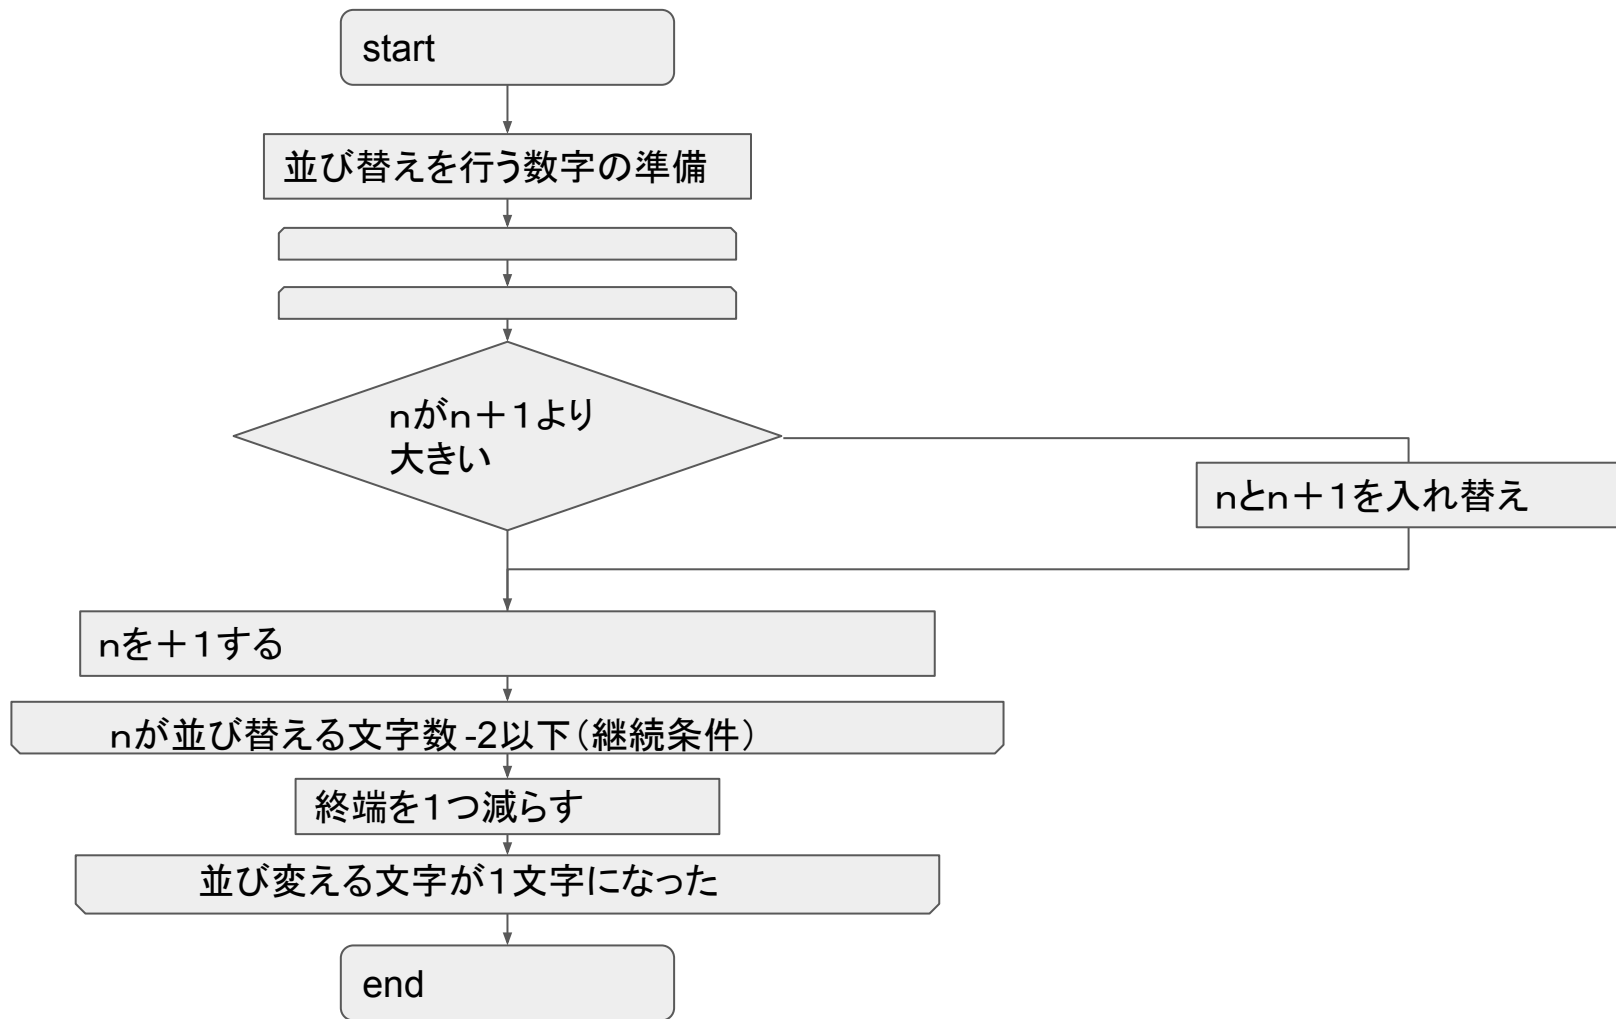 start
並び替えを行う数字の準備
nがn＋１より
大きい
nとn＋１を入れ替え
nを＋１する
nが並び替える文字数-2以下（継続条件）
終端を１つ減らす
並び変える文字が１文字になった
end